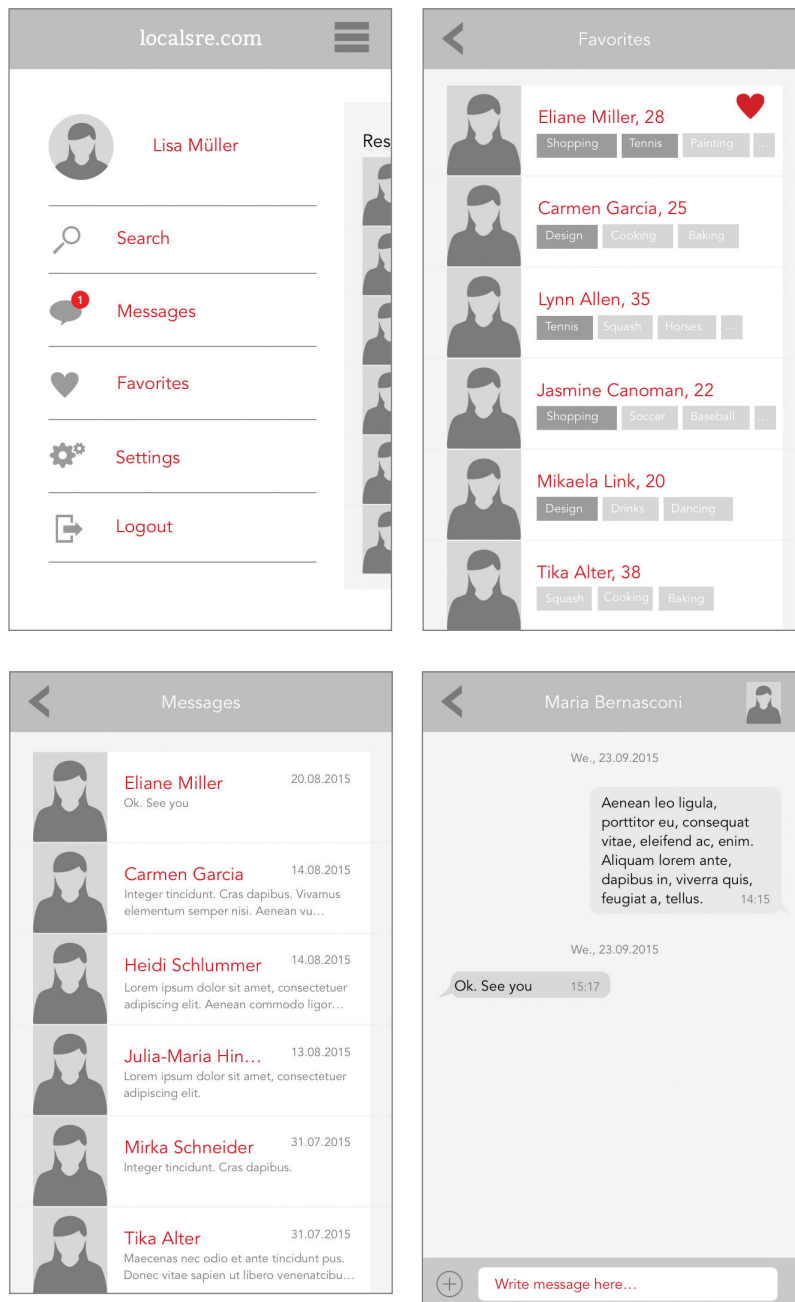 localsre.com
Lisa Müller
Res
Search
1
Messages
Favorites
Settings
Logout
Favorites
Eliane Miller, 28
Shopping Tennis Painting ...
Carmen Garcia, 25
Design Cooking Baking
Lynn Allen, 35
Tennis Squash Horses ...
Jasmine Canoman, 22
Shopping Soccer Baseball ...
Mikaela Link, 20
Design Drinks Dancing
Tika Alter, 38
Squash Cooking Baking
Messages
Eliane Miller 20.08.2015
Ok. See you
Carmen Garcia 14.08.2015
Integer tincidunt. Cras dapibus. Vivamus
elementum semper nisi. Aenean vu...
Heidi Schlummer 14.08.2015
Lorem ipsum dolor sit amet, consectetuer
adipiscing elit. Aenean commodo ligor...
Julia-Maria Hin... 13.08.2015
Lorem ipsum dolor sit amet, consectetuer
adipiscing elit.
Mirka Schneider 31.07.2015
Integer tincidunt. Cras dapibus.
Tika Alter 31.07.2015
Maecenas nec odio et ante tincidunt pus.
Donec vitae sapien ut libero venenatcibu...
Maria Bernasconi
We., 23.09.2015
Aenean leo ligula,
porttitor eu, consequat
vitae, eleifend ac, enim.
Aliquam lorem ante,
dapibus in, viverra quis,
feugiat a, tellus. 14:15
We., 23.09.2015
Ok. See you 15:17
Write message here...